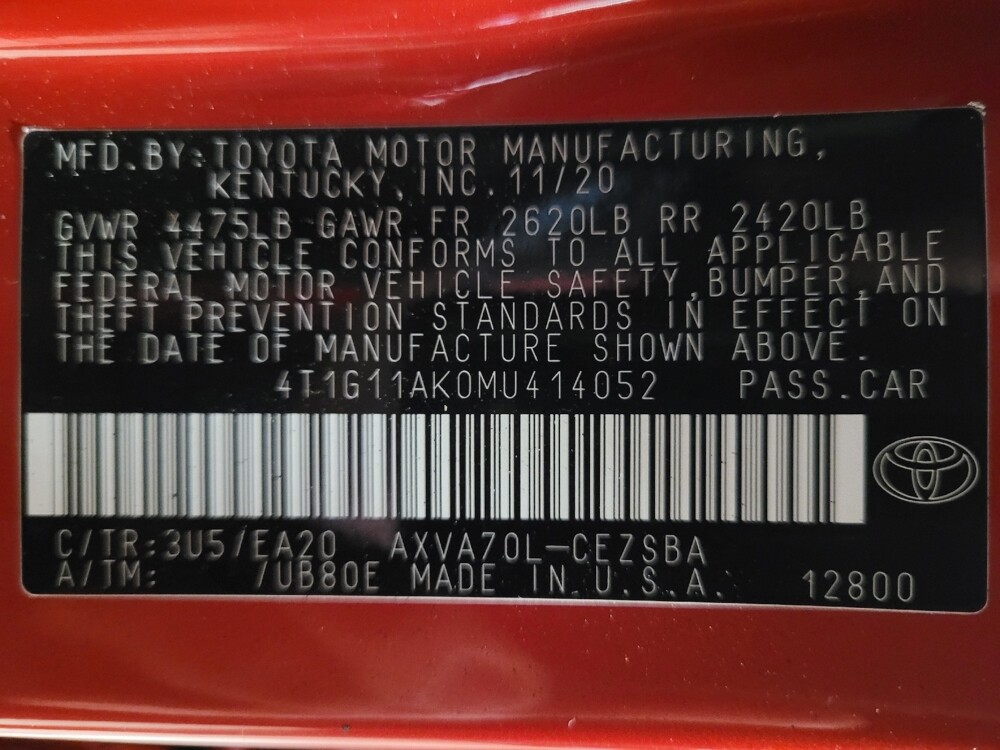 MFD.BY:TOYOTA MOTOR MANUFACTURING,
KENTUCKY,INC.11/20
GVWR 4475LB GAWR FR 2620LB RR 2420LB
THIS VEHICLE CONFORMS TO ALL APPLICABLE
FEDERAL MOTOR VEHICLE SAFETY,BUMPER,AND
THEFT PREVENTION STANDARDS IN EFFECT ON
THE DATE OF MANUFACTURE SHOWN ABOVE.
4T1G11AK0MU414052 PASS.CAR
C/TR:3U5/EA20 AXVA70L-CEZSBA
A/TM: /UB80E MADE IN U.S.A. 12800